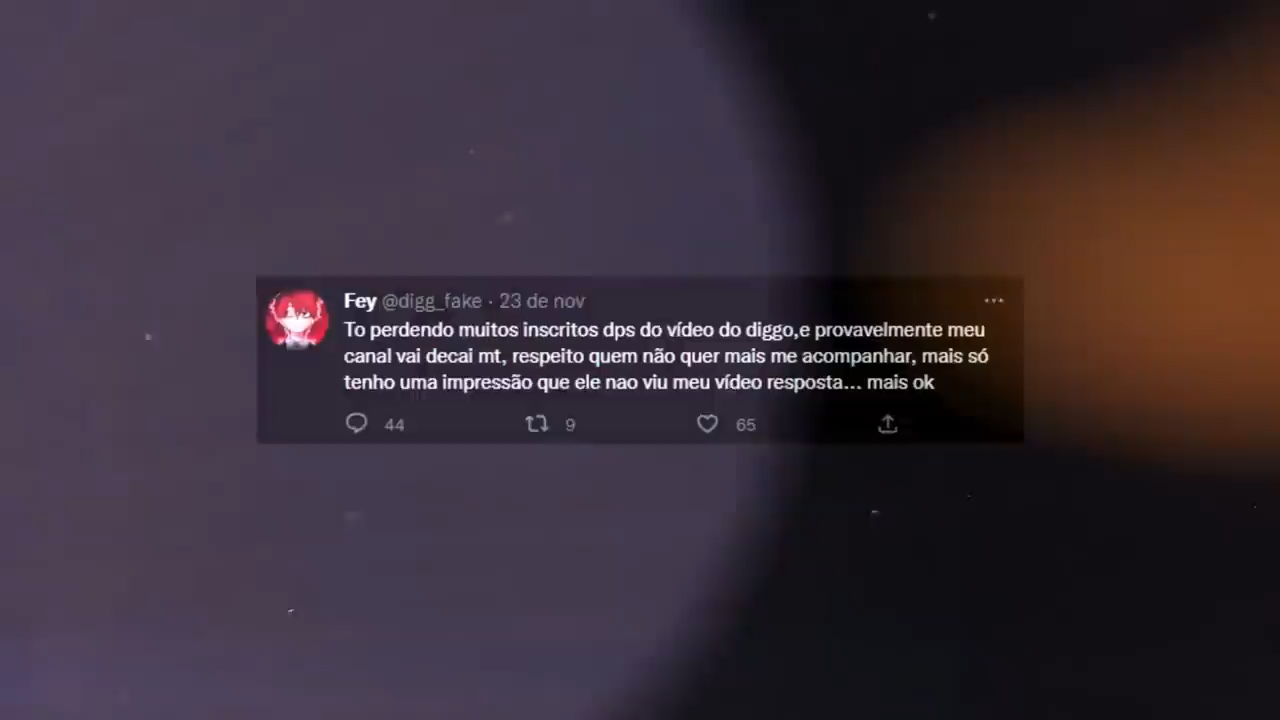 Fey @digg_fake · 23 de nov
To perdendo muitos inscritos dps do vídeo do diggo,e provavelmente meu
canal vai decai mt, respeito quem não quer mais me acompanhar, mais só
tenho uma impressão que ele nao viu meu vídeo resposta... mais ok
44 9 65